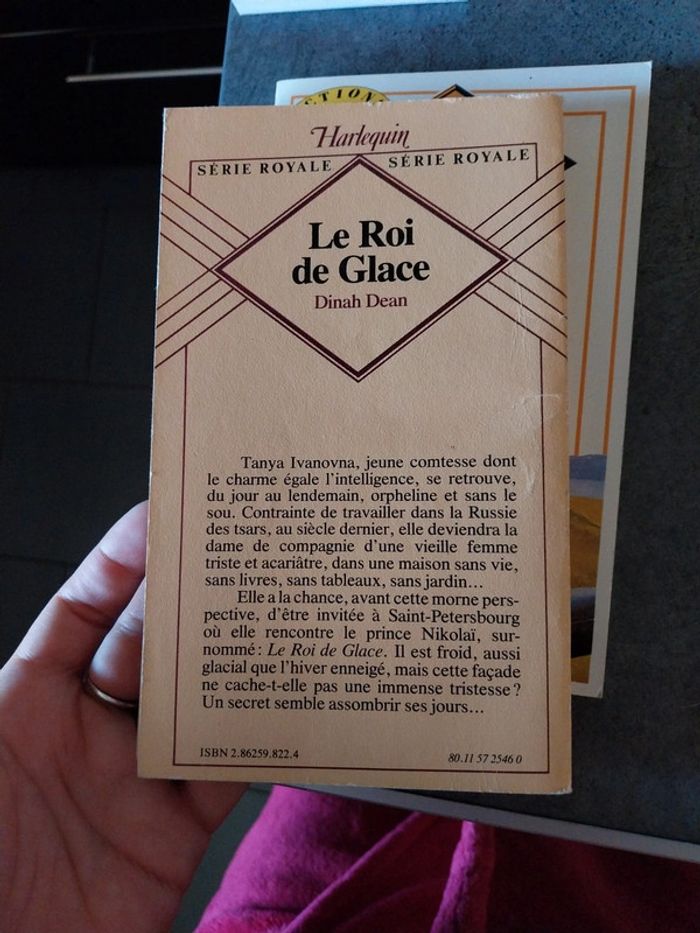 CTION
Harlequin
SÉRIE ROYALE SÉRIE ROYALE
Le Roi
de Glace
Dinah Dean
Tanya Ivanovna, jeune comtesse dont
le charme égale l'intelligence, se retrouve,
du jour au lendemain, orpheline et sans le
sou. Contrainte de travailler dans la Russie
des tsars, au siècle dernier, elle deviendra la
dame de compagnie d'une vieille femme
triste et acariâtre, dans une maison sans vie,
sans livres, sans tableaux, sans jardin...
Elle a la chance, avant cette morne pers-
pective, d'être invitée à Saint-Petersbourg
où elle rencontre le prince Nikolaï, sur-
nommé : Le Roi de Glace. Il est froid, aussi
glacial que l'hiver enneigé, mais cette façade
ne cache-t-elle pas une immense tristesse ?
Un secret semble assombrir ses jours...
ISBN 2.86259.822.4 80.11 57 2546 0